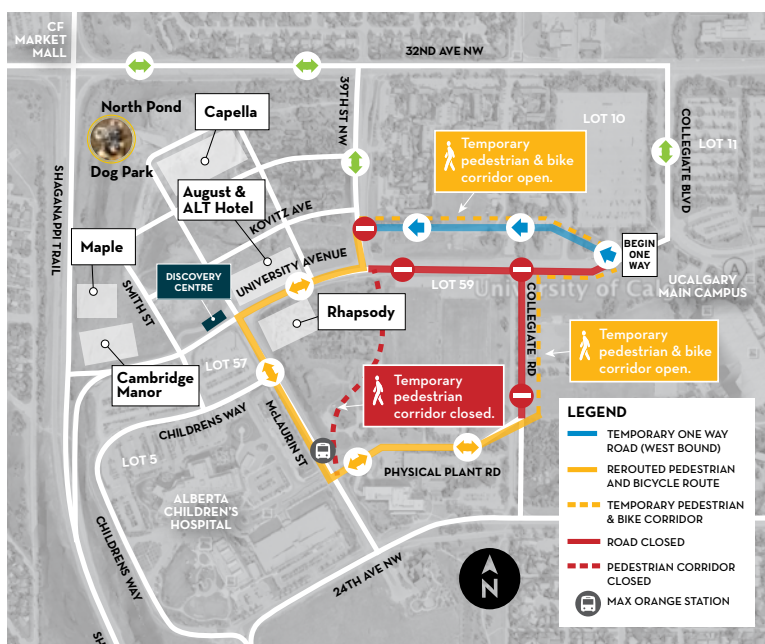 CF
MARKET
MALL
32ND AVE NW
North Pond
Dog Park
Capella
39TH ST NW
LOT 10
COLLEGIATE BLVD
LOT 11
Temporary
pedestrian & bike
corridor open.
SHAGANAPPI TRAIL
August &
ALT Hotel
KOVITZ AVE
Maple
DISCOVERY
CENTRE
UNIVERSITY AVENUE
BEGIN
ONE
WAY
SMITH ST
LOT 59
University of Cal
UCALGARY
MAIN CAMPUS
Rhapsody
COLLEGIATE RD
Temporary
pedestrian & bike
corridor open.
Cambridge
Manor
LOT 57
Temporary
pedestrian
corridor closed.
CHILDRENS WAY
McLAURIN ST
LOT 5
PHYSICAL PLANT RD
ALBERTA
CHILDREN'S
HOSPITAL
CHILDRENS WAY
24TH AVE NW
N
SH
LEGEND
TEMPORARY ONE WAY
ROAD (WEST BOUND)
REROUTED PEDESTRIAN
AND BICYCLE ROUTE
TEMPORARY PEDESTRIAN
& BIKE CORRIDOR
ROAD CLOSED
PEDESTRIAN CORRIDOR
CLOSED
MAX ORANGE STATION